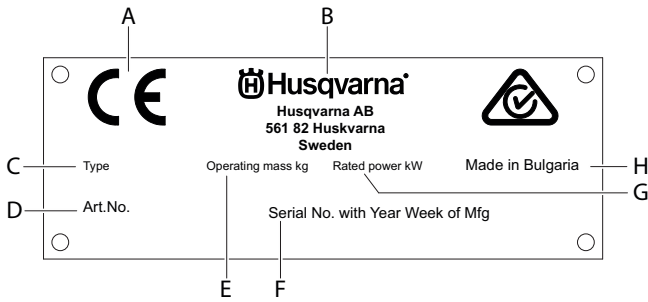 A
B
CE
Husqvarna
Husqvarna AB
561 82 Huskvarna
Sweden
C
Type
Operating mass kg
Rated power kW
Made in Bulgaria
H
G
D
Art.No.
Serial No. with Year Week of Mfg
E
F